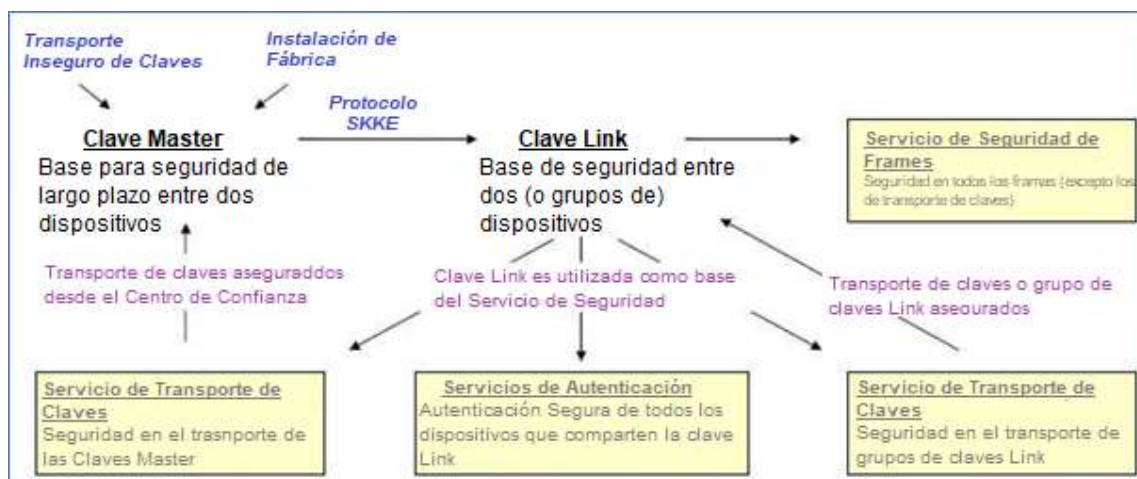 Transporte
Inseguro de Claves
Instalación de
Fábrica
Protocolo
SKKE
Clave Master
Base para seguridad de
largo plazo entre dos
dispositivos
Clave Link
Base de seguridad entre
dos (o grupos de)
dispositivos
Servicio de Seguridad de
Frames
Seguridad en todos los framas (excepto los
de transporte de claves)
Transporte de claves aseguraddos
desde el Centro de Confianza
Clave Link es utilizada como base
del Servicio de Seguridad
Transporte de claves o grupo de
claves Link asegurados
Servicio de Transporte de
Claves
Seguridad en el trasnporte de
las Claves Master
Servicios de Autenticación
Autenticación Segura de todos los
dispositivos que comparten la clave
Link
Servicio de Transporte de
Claves
Seguridad en el transporte de
grupos de claves Link